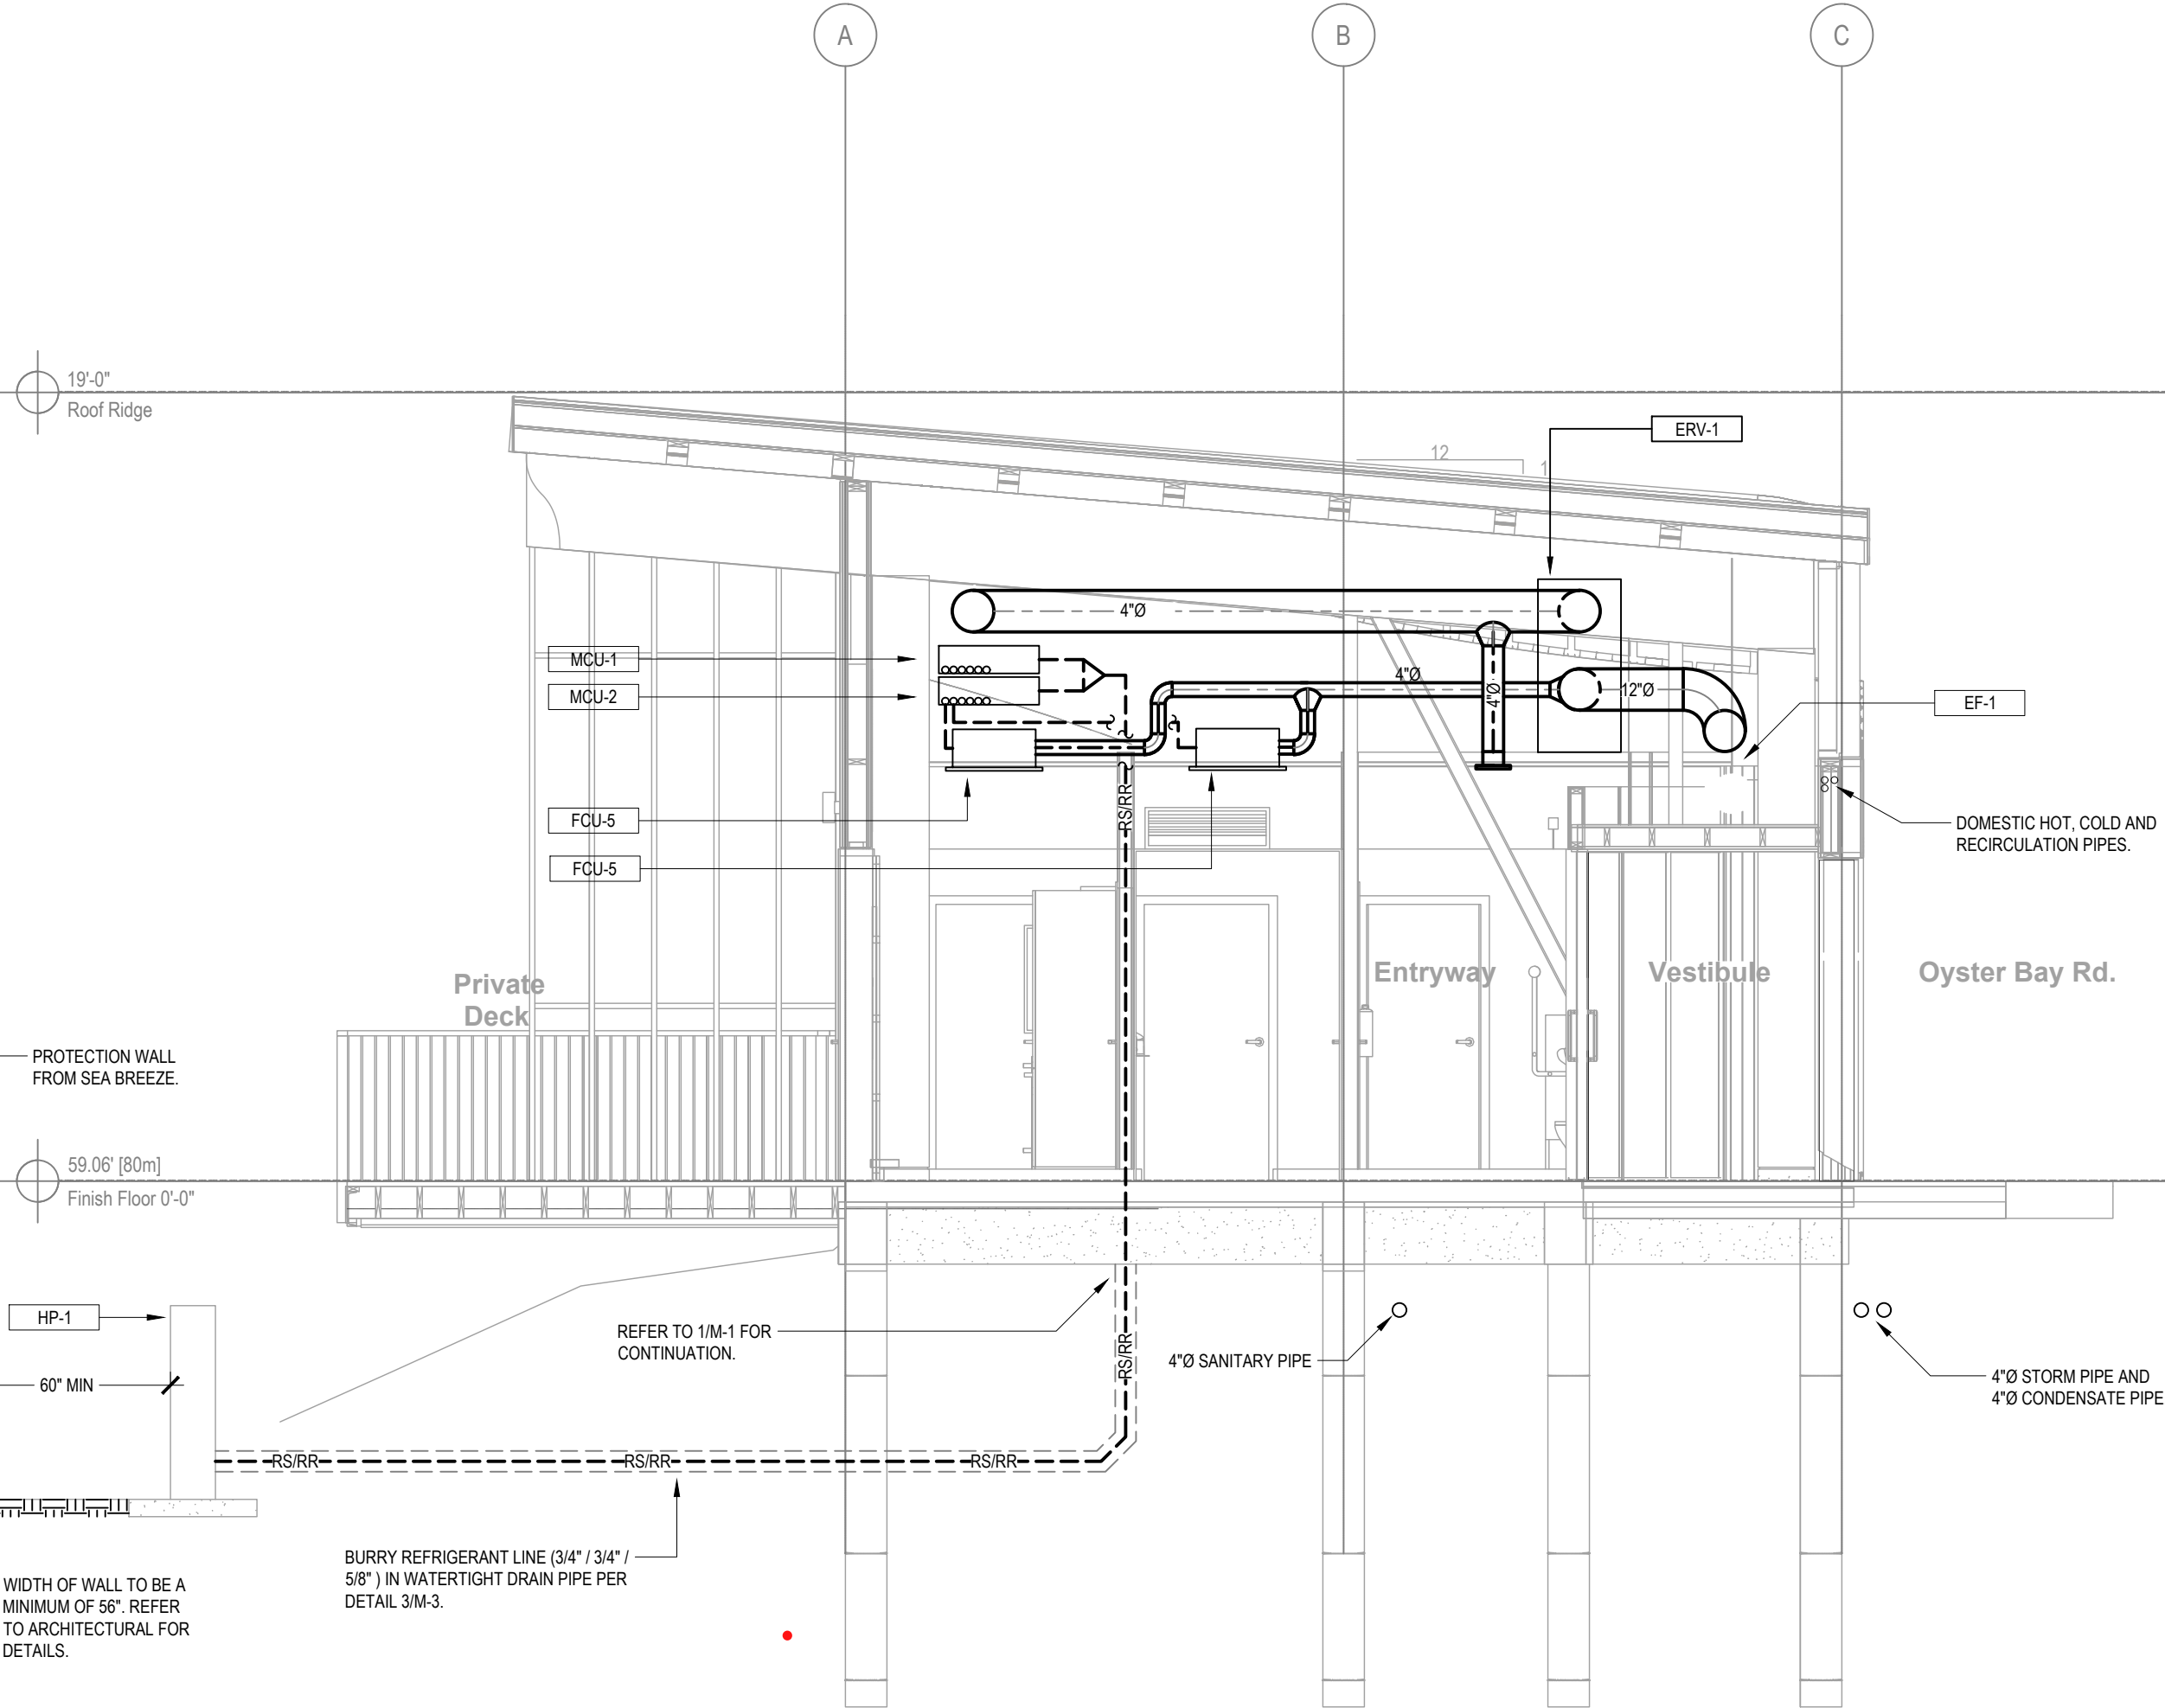 A
B
C
19'-0"
Roof Ridge
ERV-1
12
1
4"Ø
MCU-1
MCU-2
4"Ø
4"Ø
12"Ø
EF-1
RS/RR
FCU-5
FCU-5
DOMESTIC HOT, COLD AND
RECIRCULATION PIPES.
Private
Deck
Entryway
Vestibule
Oyster Bay Rd.
PROTECTION WALL
FROM SEA BREEZE.
59.06' [80m]
Finish Floor 0'-0"
HP-1
REFER TO 1/M-1 FOR
CONTINUATION.
RS/RR
4"Ø SANITARY PIPE
60" MIN
4"Ø STORM PIPE AND
4"Ø CONDENSATE PIPE
RS/RR
RS/RR
RS/RR
BURRY REFRIGERANT LINE (3/4" / 3/4" /
5/8" ) IN WATERTIGHT DRAIN PIPE PER
DETAIL 3/M-3.
WIDTH OF WALL TO BE A
MINIMUM OF 56". REFER
TO ARCHITECTURAL FOR
DETAILS.